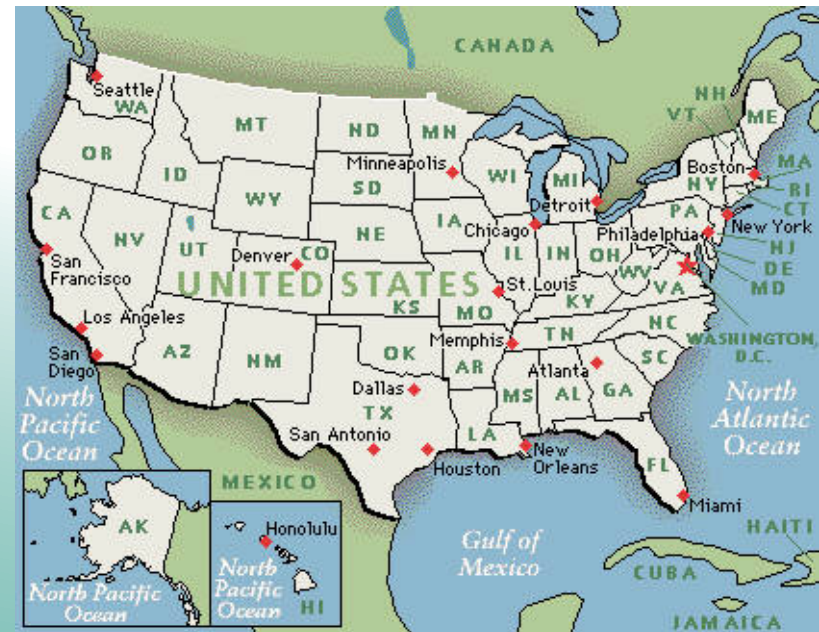 CANADA
Seattle
WA
MT
ND
MN
NH
VT
ME
OR
ID
Minneapolis
WI
MI
Boston
MA
WY
SD
NY
RI
CT
CA
IA
Detroit
PA
New York
NV
UT
NE
Chicago
IL
IN
OH
Philadelphia
NJ
Denver
CO
WV
DE
San
Francisco
UNITED STATES
St. Louis
VA
MD
KS
MO
KY
Los Angeles
NC
WASHINGTON,
D.C.
AZ
NM
OK
Memphis
TN
AR
San
Diego
Atlanta
SC
Dallas
MS
AL
GA
North
Pacific
Ocean
TX
North
Atlantic
Ocean
San Antonio
LA
Houston
New
Orleans
FL
MEXICO
Miami
AK
Honolulu
Gulf of
Mexico
HAITI
North Pacific
Ocean
North
Pacific
Ocean
HI
CUBA
JAMAICA